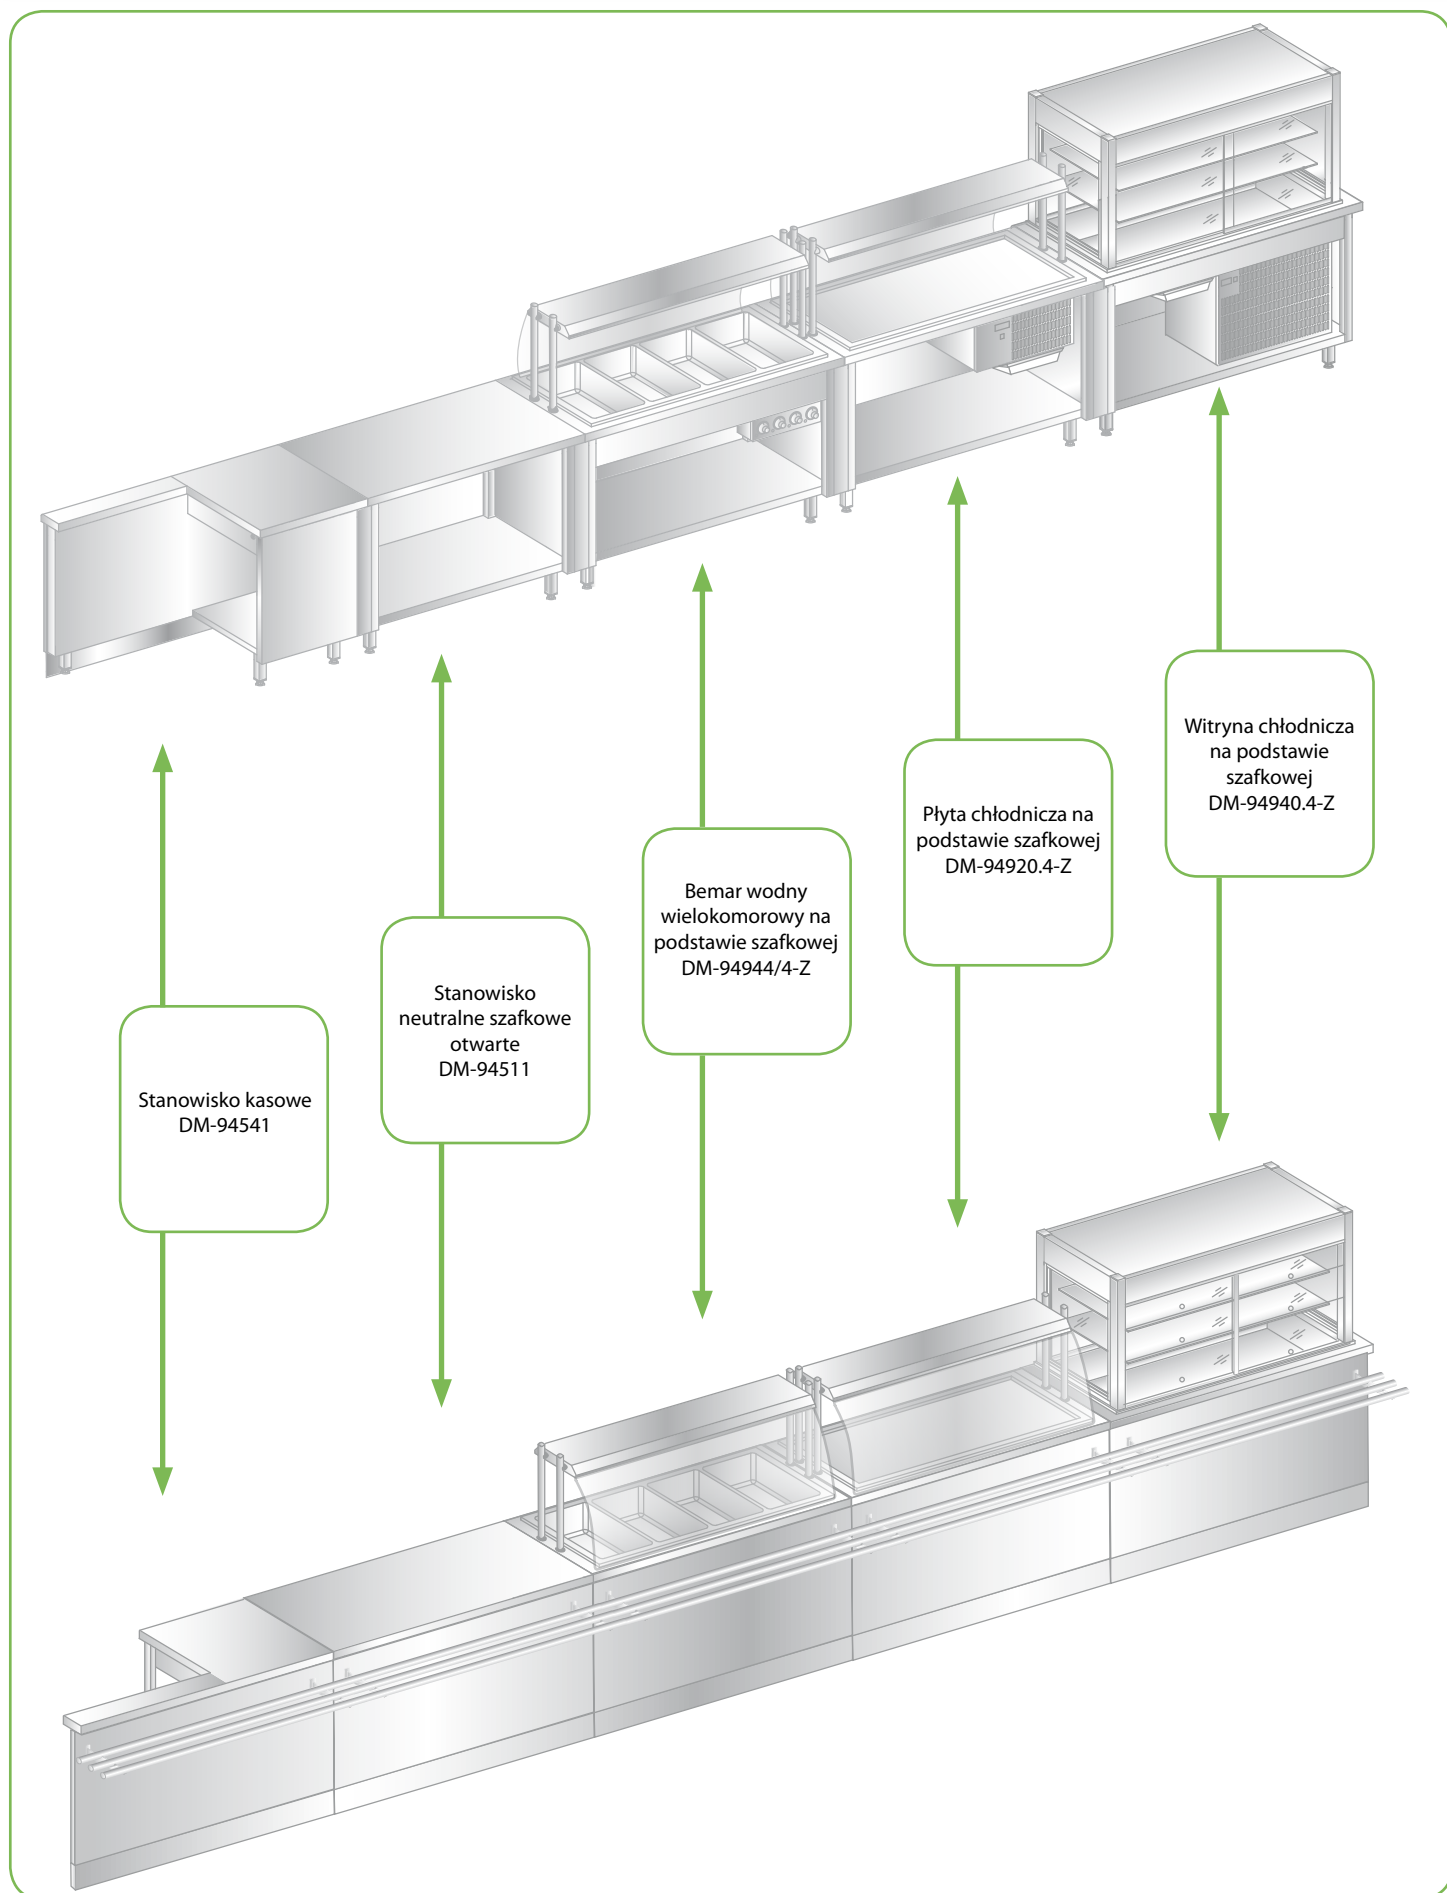 Witryna chłodnicza
na podstawie
szafkowej
DM-94940.4-Z
Płyta chłodnicza na
podstawie szafkowej
DM-94920.4-Z
Bemar wodny
wielokomorowy na
podstawie szafkowej
DM-94944/4-Z
Stanowisko
neutralne szafkowe
otwarte
DM-94511
Stanowisko kasowe
DM-94541